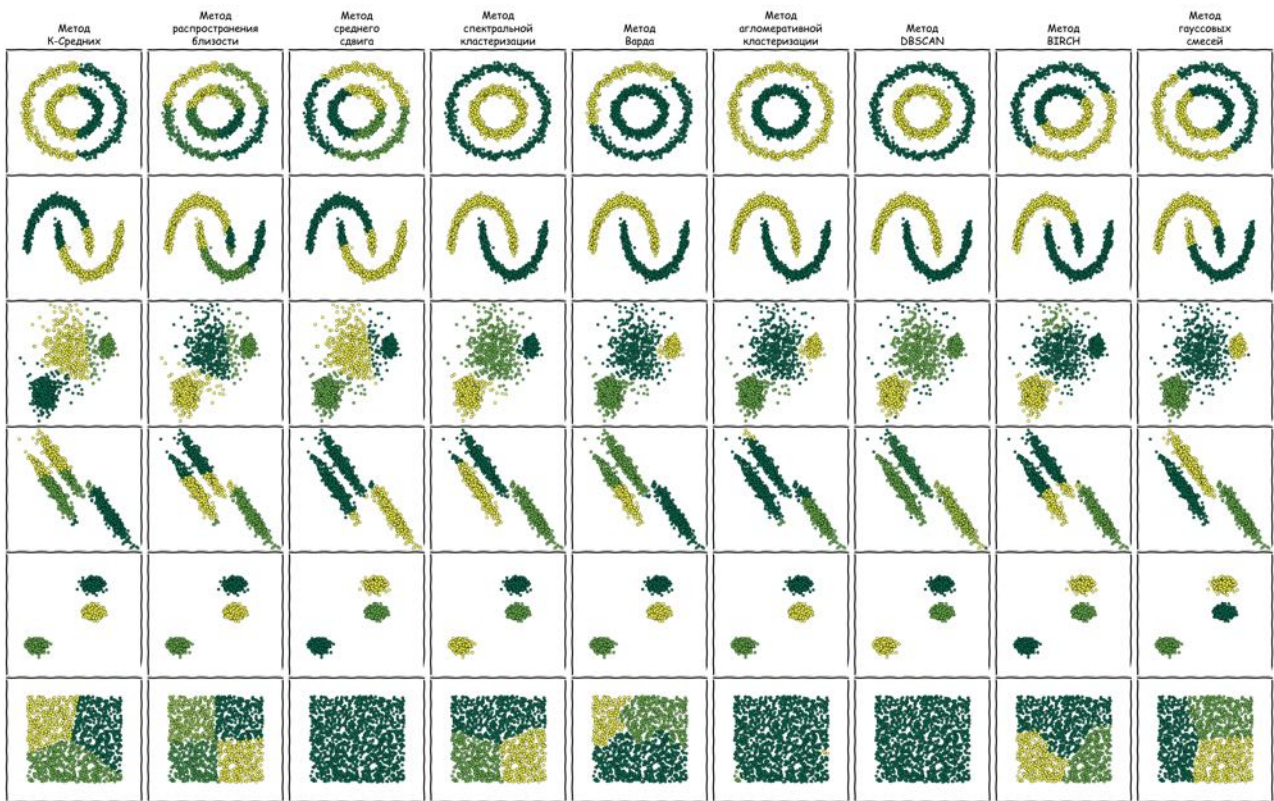 Метод
К-Средних
Метод
распространения
близости
Метод
среднего
сдвига
Метод
спектральной
кластеризации
Метод
Варда
Метод
агломеративной
кластеризации
Метод
DBSCAN
Метод
BIRCH
Метод
гауссовых
смесей